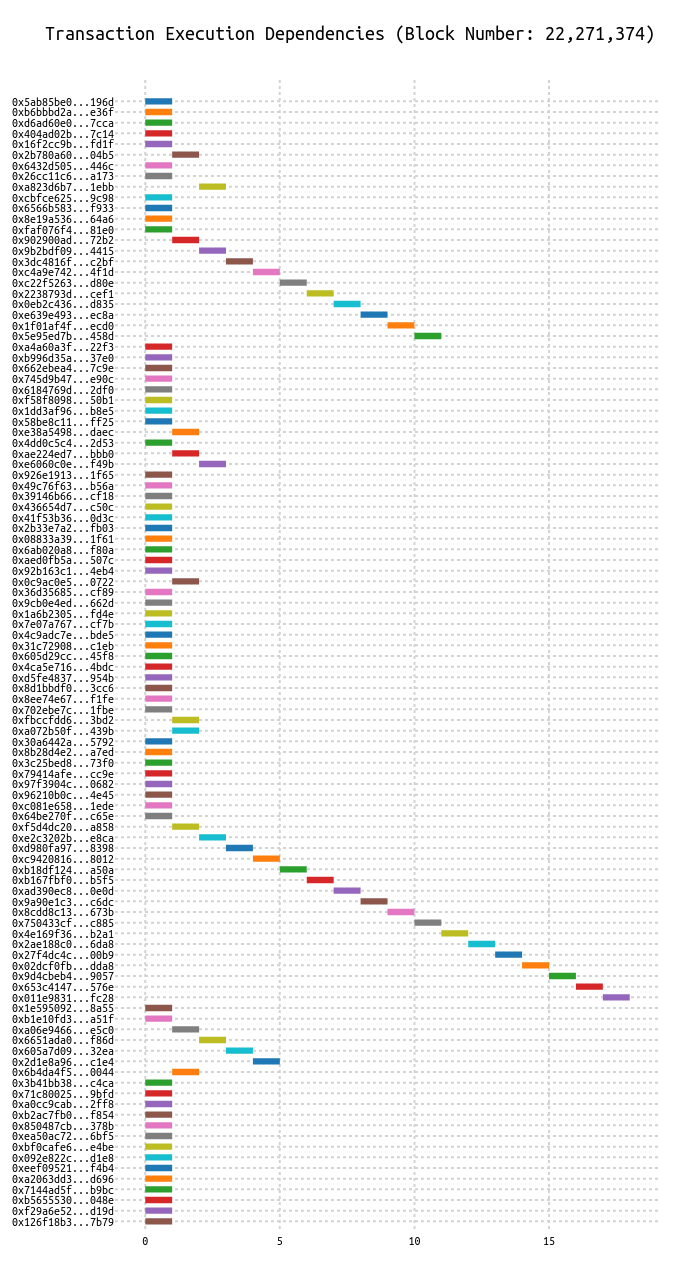 Transaction Execution Dependencies (Block Number: 22,271,374)
0x5ab85be0...196d
0xb6bbbd2a...e36f
0xd6ad60e0...7cca
0x404ad02b...7c14
0x16f2cc9b...fd1f
0x2b780a60...04b5
0x6432d505...446c
0x26cc11c6...a173
0xa823d6b7...1ebb
0xcbfce625...9c98
0x6566b583...f933
0x8e19a536...64a6
0xfaf076f4...81e0
0x902900ad...72b2
0x9b2bdf09...4415
0x3dc4816f...c2bf
0xc4a9e742...4f1d
0xc22f5263...d80e
0x2238793d...cef1
0x0eb2c436...d835
0xe639e493...ec8a
0x1f01af4f...ecd0
0x5e95ed7b...458d
0xa4a60a3f...22f3
0xb996d35a...37e0
0x662ebea4...7c9e
0x745d9b47...e90c
0x6184769d...2df0
0xf58f8098...50b1
0x1dd3af96...b8e5
0x58be8c11...ff25
0xe38a5498...daec
0x4dd0c5c4...2d53
0xae224ed7...bbb0
0xe6060c0e...f49b
0x926e1913...1f65
0x49c76f63...b56a
0x39146b66...cf18
0x436654d7...c50c
0x41f53b36...0d3c
0x2b33e7a2...fb03
0x08833a39...1f61
0x6ab020a8...f80a
0xaed0fb5a...507c
0x92b163c1...4eb4
0x0c9ac0e5...0722
0x36d35685...cf89
0x9cb0e4ed...662d
0x1a6b2305...fd4e
0x7e07a767...cf7b
0x4c9adc7e...bde5
0x31c72908...c1eb
0x605d29cc...45f8
0x4ca5e716...4bdc
0xd5fe4837...954b
0x8d1bbdf0...3cc6
0x8ee74e67...f1fe
0x702ebe7c...1fbe
0xfbccfdd6...3bd2
0xa072b50f...439b
0x30a6442a...5792
0x8b28d4e2...a7ed
0x3c25bed8...73f0
0x79414afe...cc9e
0x97f3904c...0682
0x96210b0c...4e45
0xc081e658...1ede
0x64be270f...c65e
0xf5d4dc20...a858
0xe2c3202b...e8ca
0xd980fa97...8398
0xc9420816...8012
0xb18df124...a50a
0xb167fbf0...b5f5
0xad390ec8...0e0d
0x9a90e1c3...c6dc
0x8cdd8c13...673b
0x750433cf...c885
0x4e169f36...b2a1
0x2ae188c0...6da8
0x27f4dc4c...00b9
0x02dcf0fb...dda8
0x9d4cbeb4...9057
0x653c4147...576e
0x011e9831...fc28
0x1e595092...8a55
0xb1e10fd3...a51f
0xa06e9466...e5c0
0x6651ada0...f86d
0x605a7d09...32ea
0x2d1e8a96...c1e4
0x6b4da4f5...0044
0x3b41bb38...c4ca
0x71c80025...9bfd
0xa0cc9cab...2ff8
0xb2ac7fb0...f854
0x850487cb...378b
0xea50ac72...6bf5
0xbf0cafe6...e4be
0x092e822c...d1e8
0xeef09521...f4b4
0xa2063dd3...d696
0x7144ad5f...b9bc
0xb5655530...048e
0xf29a6e52...d19d
0x126f18b3...7b79
0 5 10 15